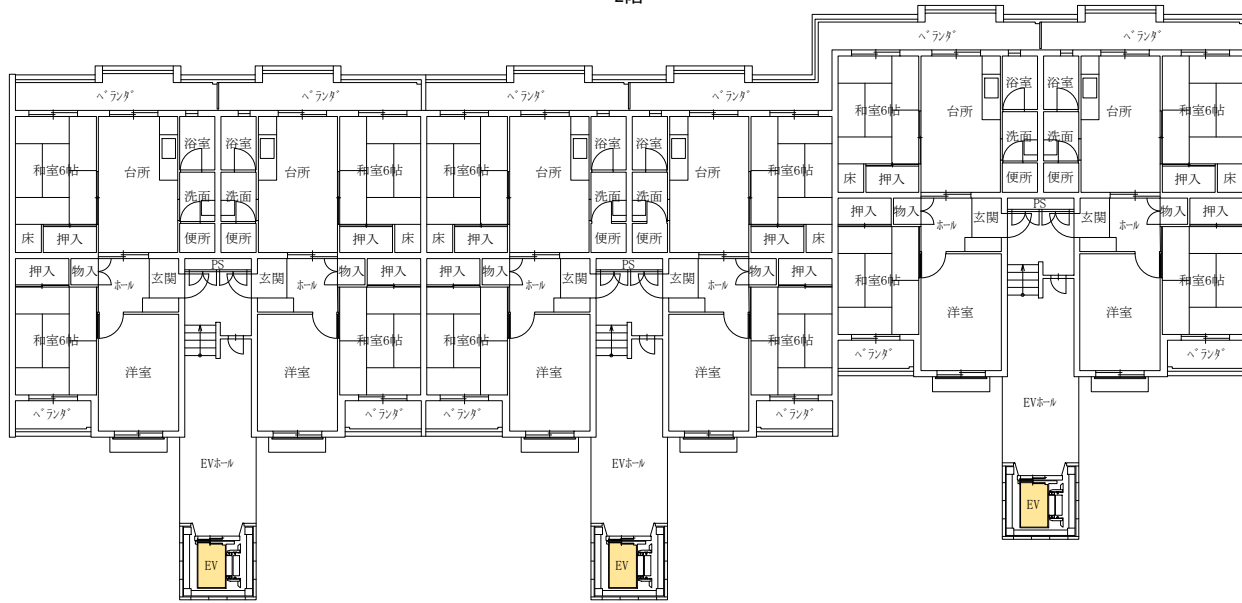 2階
ベランダ ベランダ
ベランダ ベランダ ベランダ ベランダ
和室6帖 台所 浴室 浴室 台所 和室6帖
洗面 洗面
床 押入 便所 便所 押入 床
和室6帖 台所 浴室 浴室 台所 和室6帖 和室6帖 台所 浴室 浴室 台所 和室6帖
洗面 洗面 洗面 洗面
床 押入 便所 便所 押入 床 床 押入 便所 便所 押入 床
押入 物入 ホール 玄関 PS 玄関 ホール 物入 押入
押入 物入 ホール 玄関 PS 玄関 ホール 物入 押入 押入 物入 ホール 玄関 PS 玄関 ホール 物入 押入
和室6帖 洋室 洋室 和室6帖
和室6帖 洋室 洋室 和室6帖 和室6帖 洋室 洋室 和室6帖
ベランダ ベランダ
ベランダ ベランダ ベランダ ベランダ
EVホール
EVホール EVホール
EV
EV EV